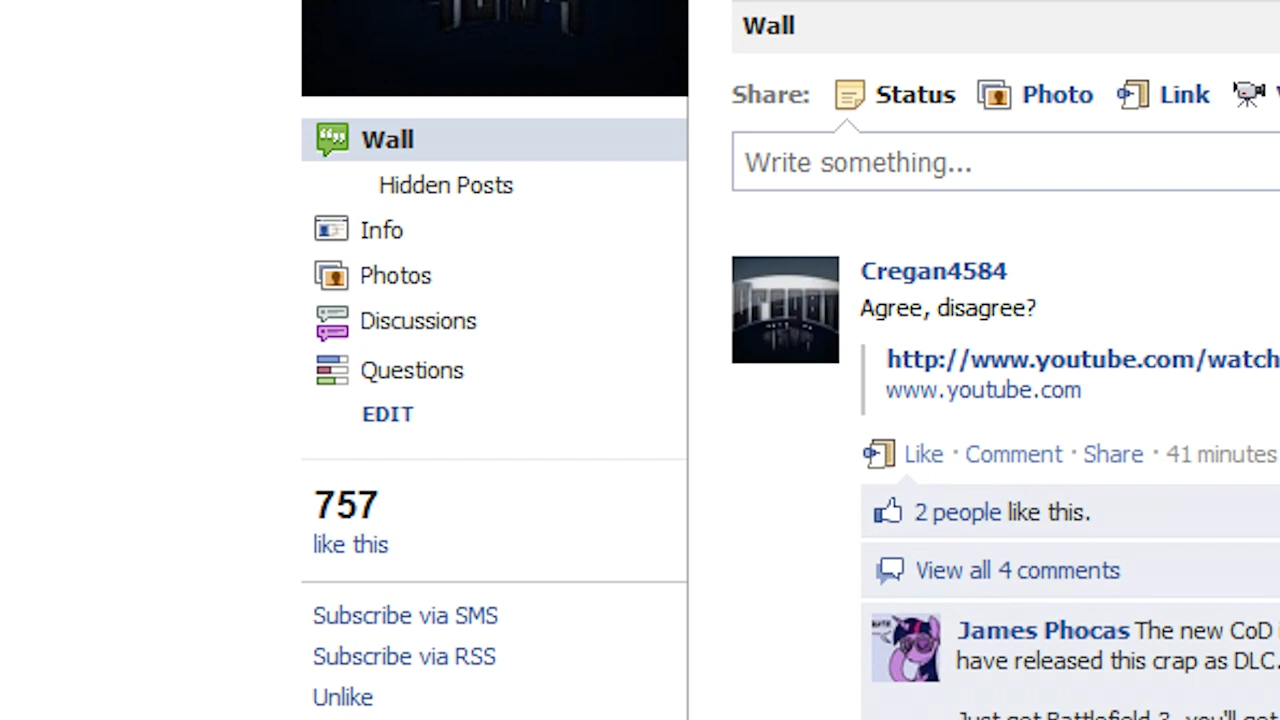 Wall
Hidden Posts
Info
Photos
Discussions
Questions
EDIT
757
like this
Subscribe via SMS
Subscribe via RSS
Unlike
Wall
Share: Status Photo Link
Write something...
Cregan4584
Agree, disagree?
http://www.youtube.com/watch
www.youtube.com
Like · Comment · Share · 41 minutes
2 people like this.
View all 4 comments
James Phocas The new CoD
have released this crap as DLC.
Just get Battlefield 3, you'll get